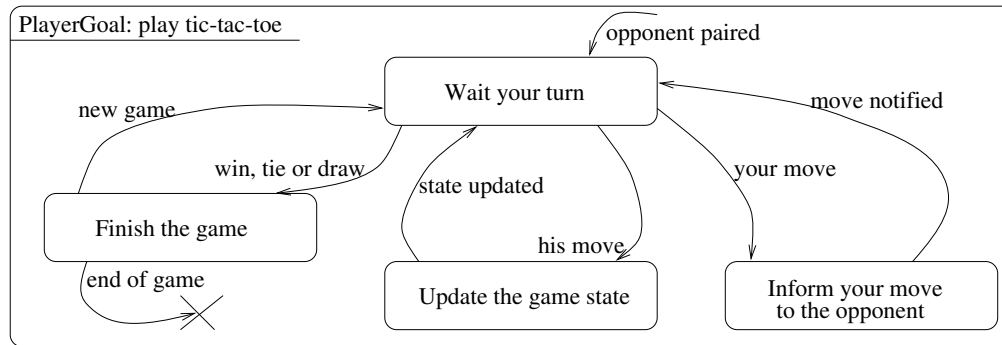 PlayerGoal: play tic-tac-toe
opponent paired
Wait your turn
new game
move notified
win, tie or draw
state updated
your move
Finish the game
his move
end of game
Update the game state
Inform your move
to the opponent